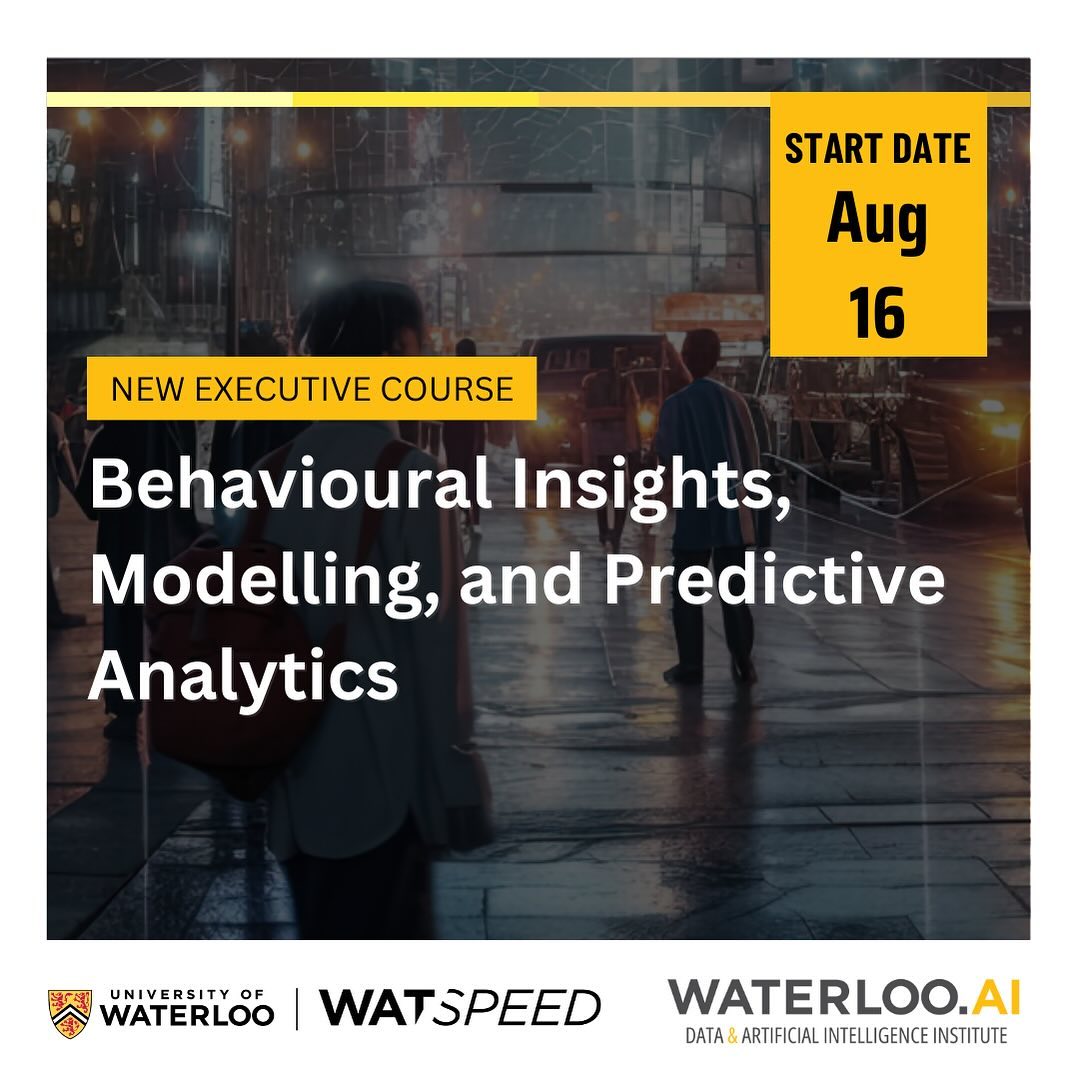 START DATE
Aug
16
NEW EXECUTIVE COURSE
Behavioural Insights,
Modelling, and Predictive
Analytics
UNIVERSITY OF
WATERLOO
WATSPEED
WATERLOO.AI
DATA & ARTIFICIAL INTELLIGENCE INSTITUTE